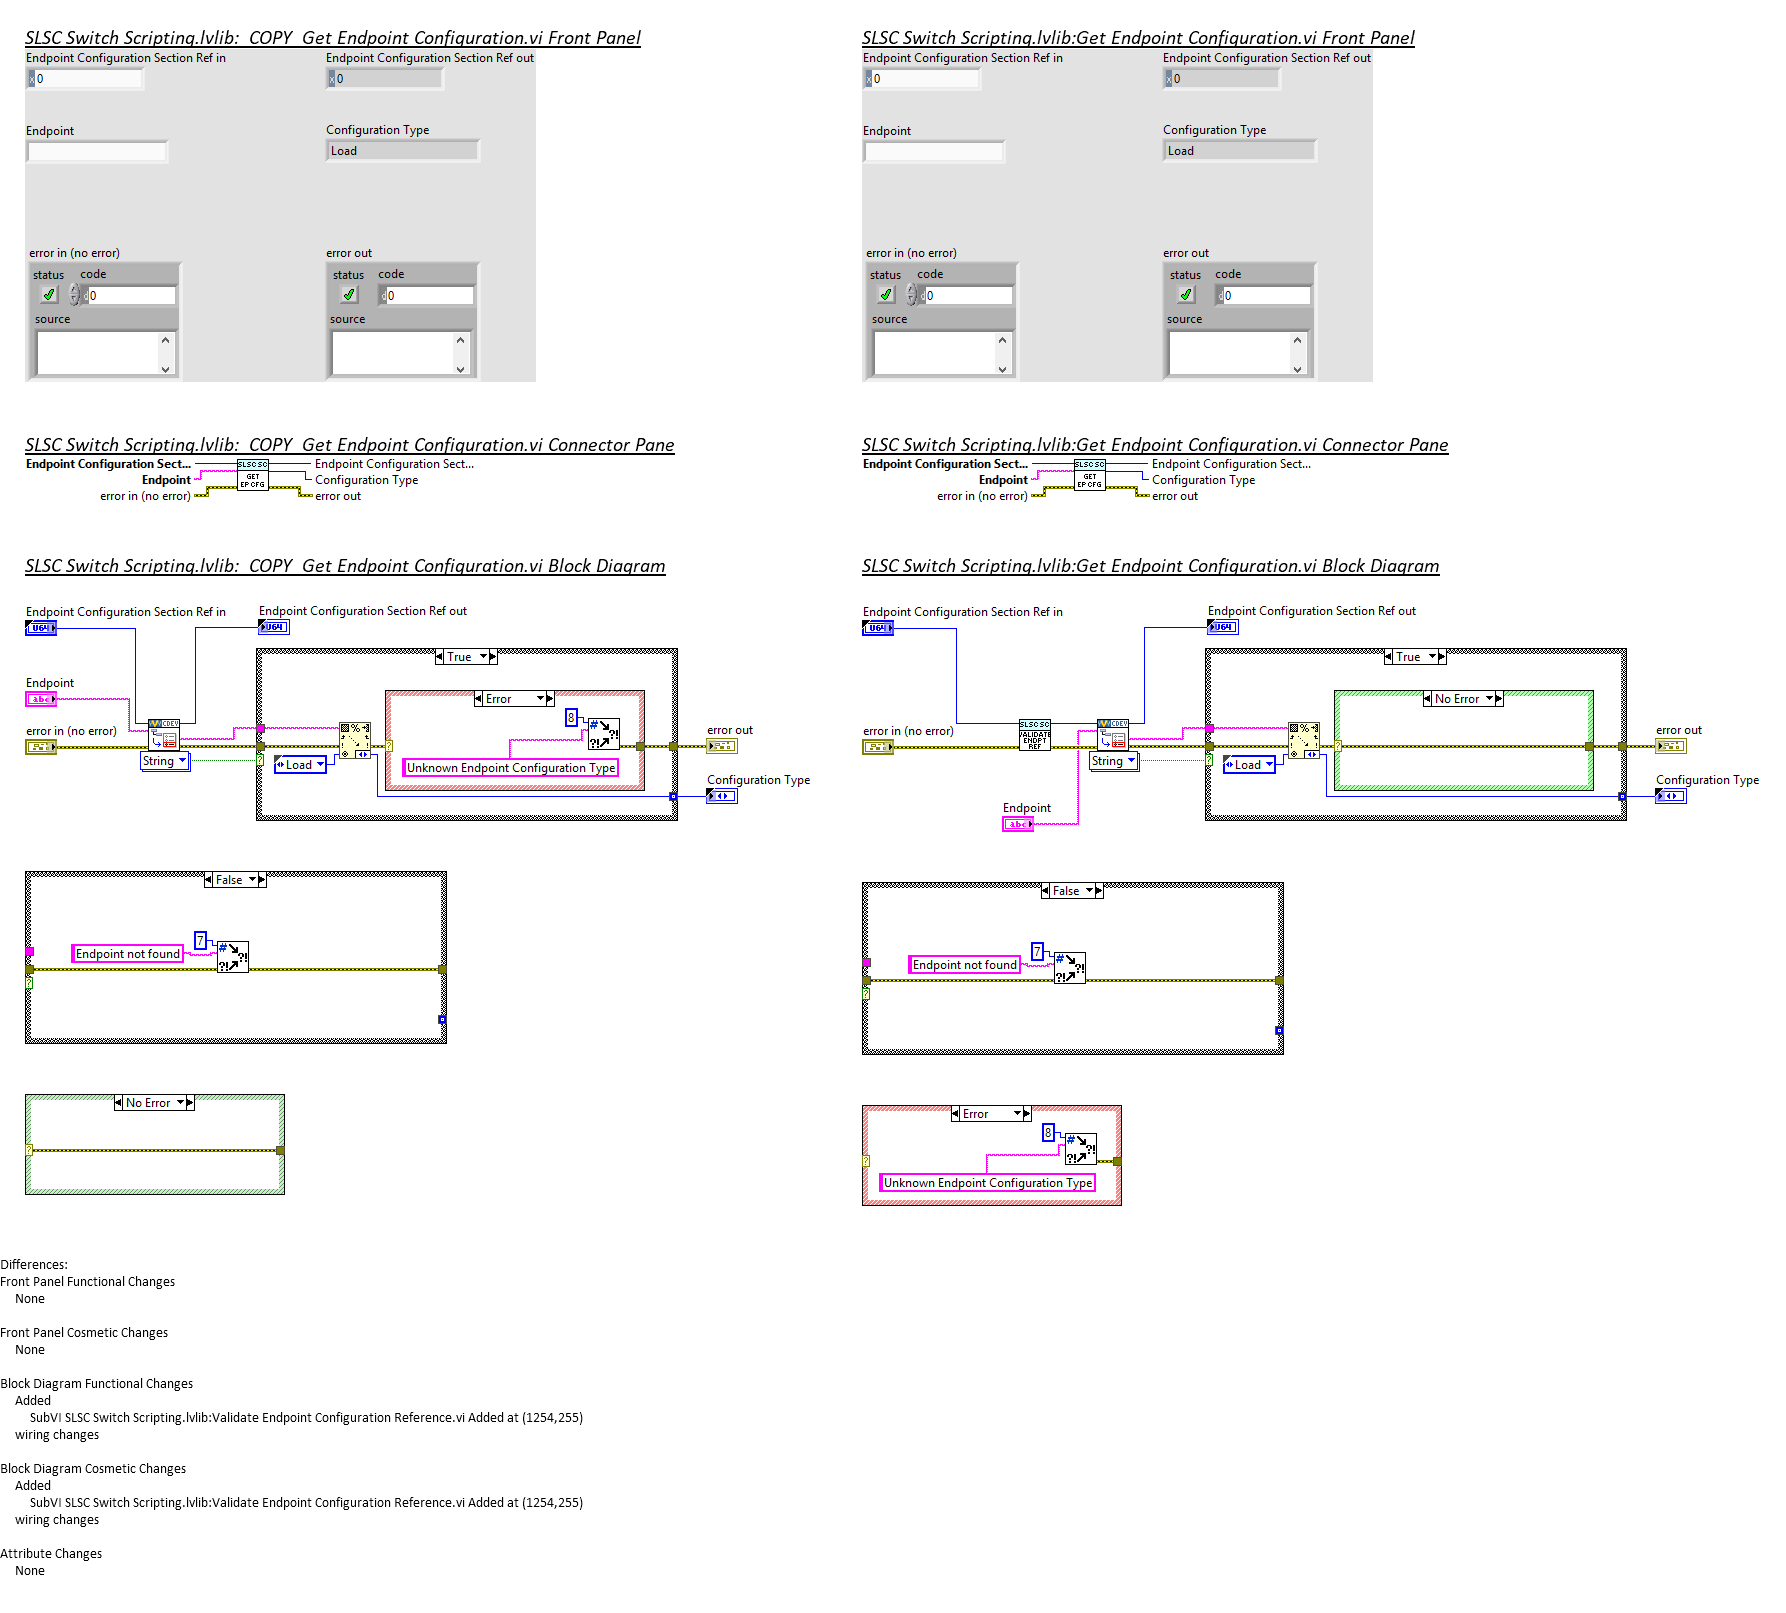 SLSC Switch Scripting.lvlib:_COPY_Get Endpoint Configuration.vi Front Panel
Endpoint Configuration Section Ref in
Endpoint Configuration Section Ref out
x 0
x 0
Endpoint
Configuration Type
Load
error in (no error)
error out
status code
status code
d 0
d 0
source
source
SLSC Switch Scripting.lvlib:Get Endpoint Configuration.vi Front Panel
Endpoint Configuration Section Ref in
Endpoint Configuration Section Ref out
x 0
x 0
Endpoint
Configuration Type
Load
error in (no error)
error out
status code
status code
d 0
d 0
source
source
SLSC Switch Scripting.lvlib:_COPY_Get Endpoint Configuration.vi Connector Pane
Endpoint Configuration Sect...
Endpoint
error in (no error)
SLSC SC
GET
EP CFG
Endpoint Configuration Sect...
Configuration Type
error out
SLSC Switch Scripting.lvlib:Get Endpoint Configuration.vi Connector Pane
Endpoint Configuration Sect...
Endpoint
error in (no error)
SLSC SC
GET
EP CFG
Endpoint Configuration Sect...
Configuration Type
error out
SLSC Switch Scripting.lvlib:_COPY_Get Endpoint Configuration.vi Block Diagram
Endpoint Configuration Section Ref in
U64
Endpoint Configuration Section Ref out
U64
Endpoint
abc
error in (no error)
CDEV
String
True
Load
%
Error
8
#
?!
?!
Unknown Endpoint Configuration Type
error out
Configuration Type
False
7
Endpoint not found
#
?!
?!
?
No Error
?
SLSC Switch Scripting.lvlib:Get Endpoint Configuration.vi Block Diagram
Endpoint Configuration Section Ref in
U64
Endpoint Configuration Section Ref out
U64
error in (no error)
SLSC SC
VALIDATE
ENDPT
REF
CDEV
String
Endpoint
abc
True
Load
%
No Error
?
error out
Configuration Type
False
7
Endpoint not found
#
?!
?!
?
Error
8
#
?!
?!
Unknown Endpoint Configuration Type
?
Differences:
Front Panel Functional Changes
None
Front Panel Cosmetic Changes
None
Block Diagram Functional Changes
Added
SubVI SLSC Switch Scripting.lvlib:Validate Endpoint Configuration Reference.vi Added at (1254,255)
wiring changes
Block Diagram Cosmetic Changes
Added
SubVI SLSC Switch Scripting.lvlib:Validate Endpoint Configuration Reference.vi Added at (1254,255)
wiring changes
Attribute Changes
None